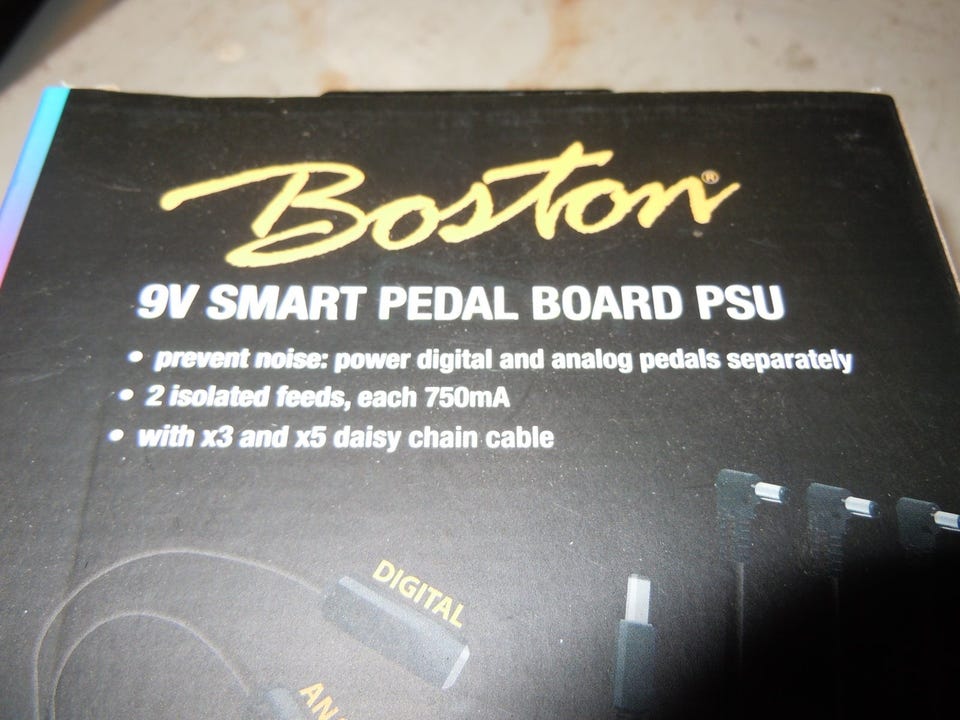 Boston®
9V SMART PEDAL BOARD PSU
• prevent noise: power digital and analog pedals separately
• 2 isolated feeds, each 750mA
• with x3 and x5 daisy chain cable
DIGITAL